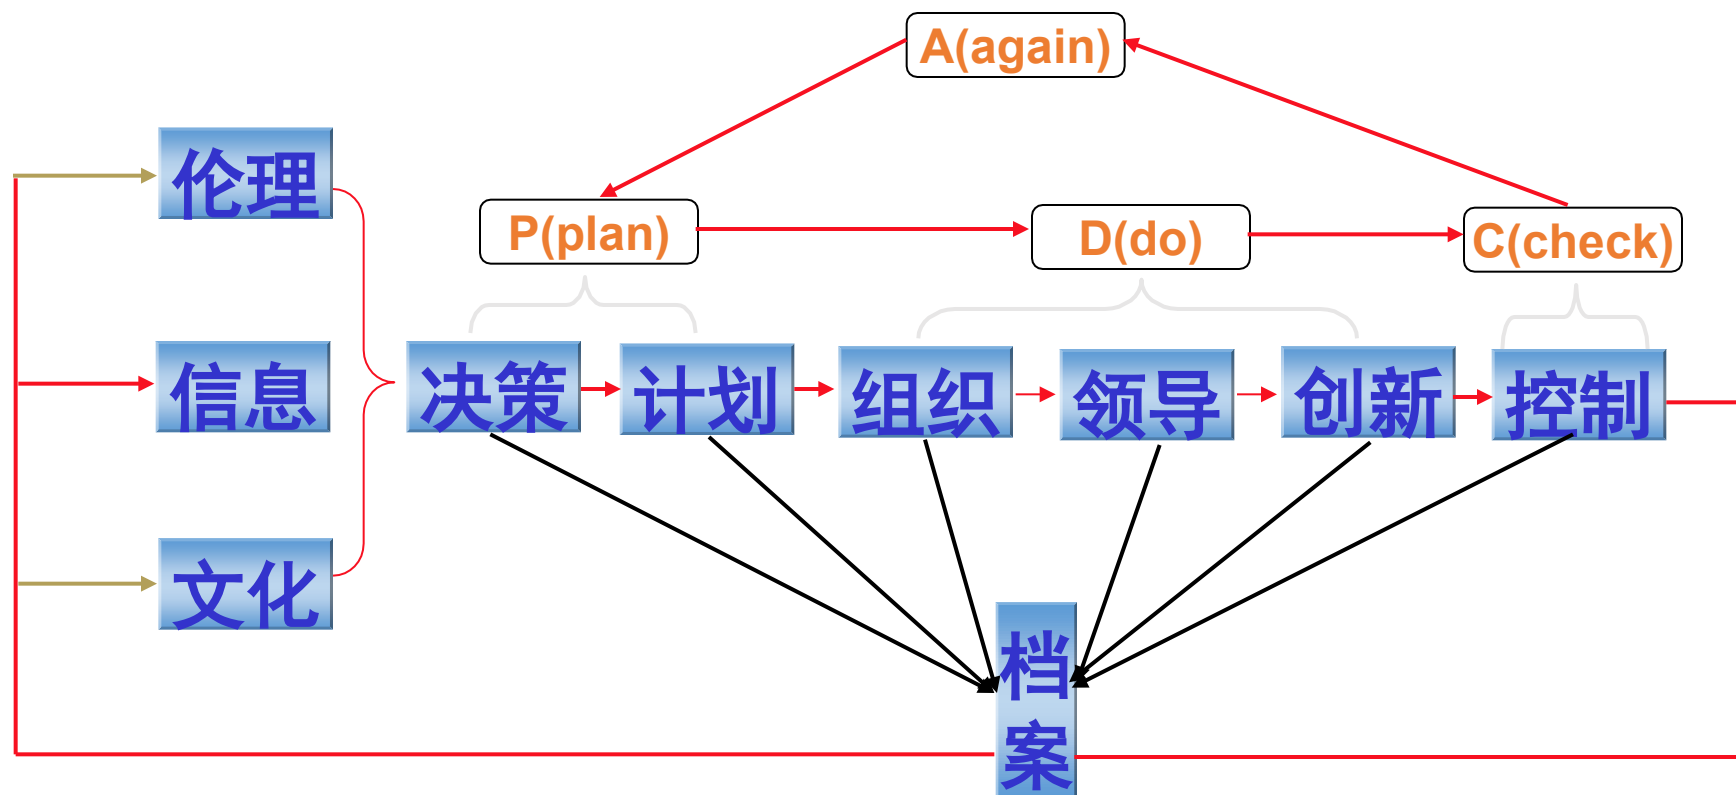 A(again)
伦理
P(plan)
D(do)
C(check)
信息
决策
计划
组织
领导
创新
控制
文化
档
案